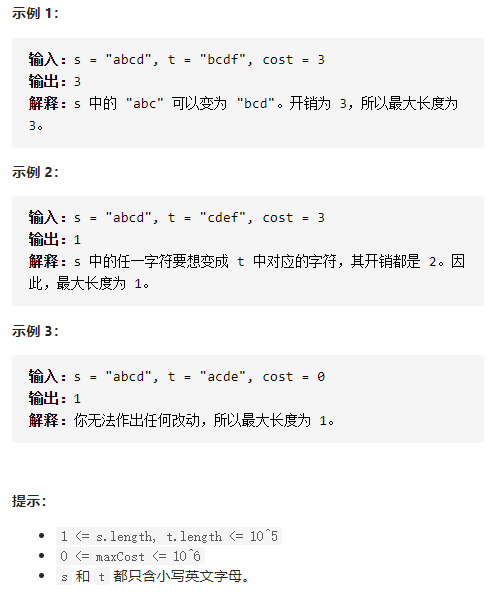 示例 1:
输入: s = "abcd", t = "bcdf", cost = 3
输出: 3
解释: s 中的 "abc" 可以变为 "bcd"。开销为 3，所以最大长度为
3。
示例 2:
输入: s = "abcd", t = "cdef", cost = 3
输出: 1
解释: s 中的任一字符要想变成 t 中对应的字符，其开销都是 2。因
此，最大长度为 1。
示例 3:
输入: s = "abcd", t = "acde", cost = 0
输出: 1
解释: 你无法作出任何改动，所以最大长度为 1。
提示:
• 1 <= s.length, t.length <= 10^5
• 0 <= maxCost <= 10^6
• s 和 t 都只含小写英文字母。